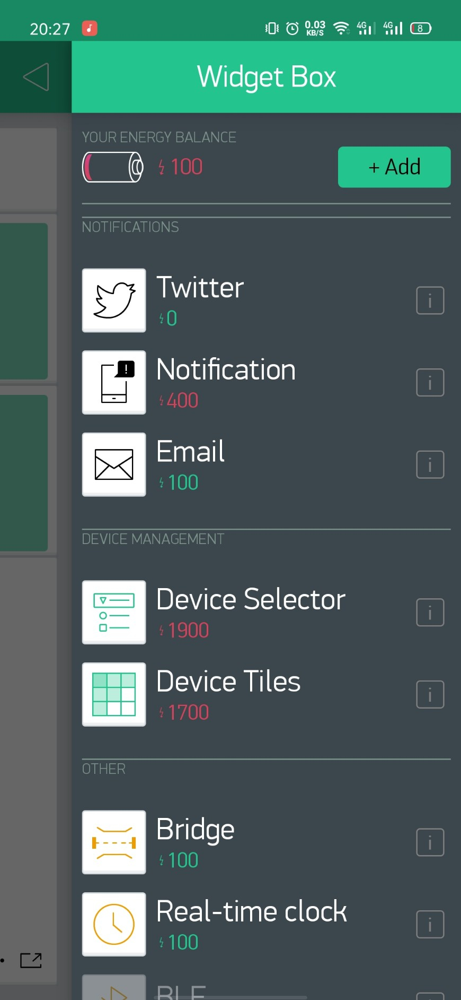 20:27
0.03
KB/S
4G
4G
8
Widget Box
YOUR ENERGY BALANCE
100
+ Add
NOTIFICATIONS
Twitter
0
i
Notification
400
i
Email
100
i
DEVICE MANAGEMENT
Device Selector
1900
i
Device Tiles
1700
i
OTHER
Bridge
100
i
Real-time clock
100
i
BLE